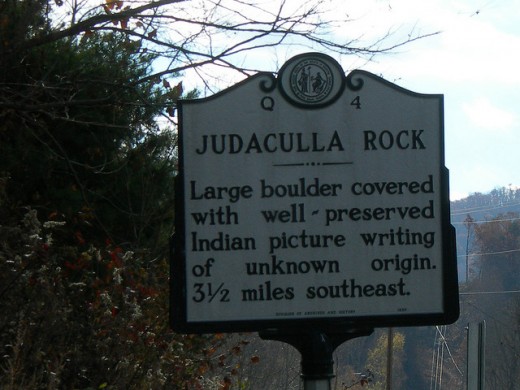 Q 4
JUDACULLA ROCK
Large boulder covered
with well-preserved
Indian picture writing
of unknown origin.
3½ miles southeast.